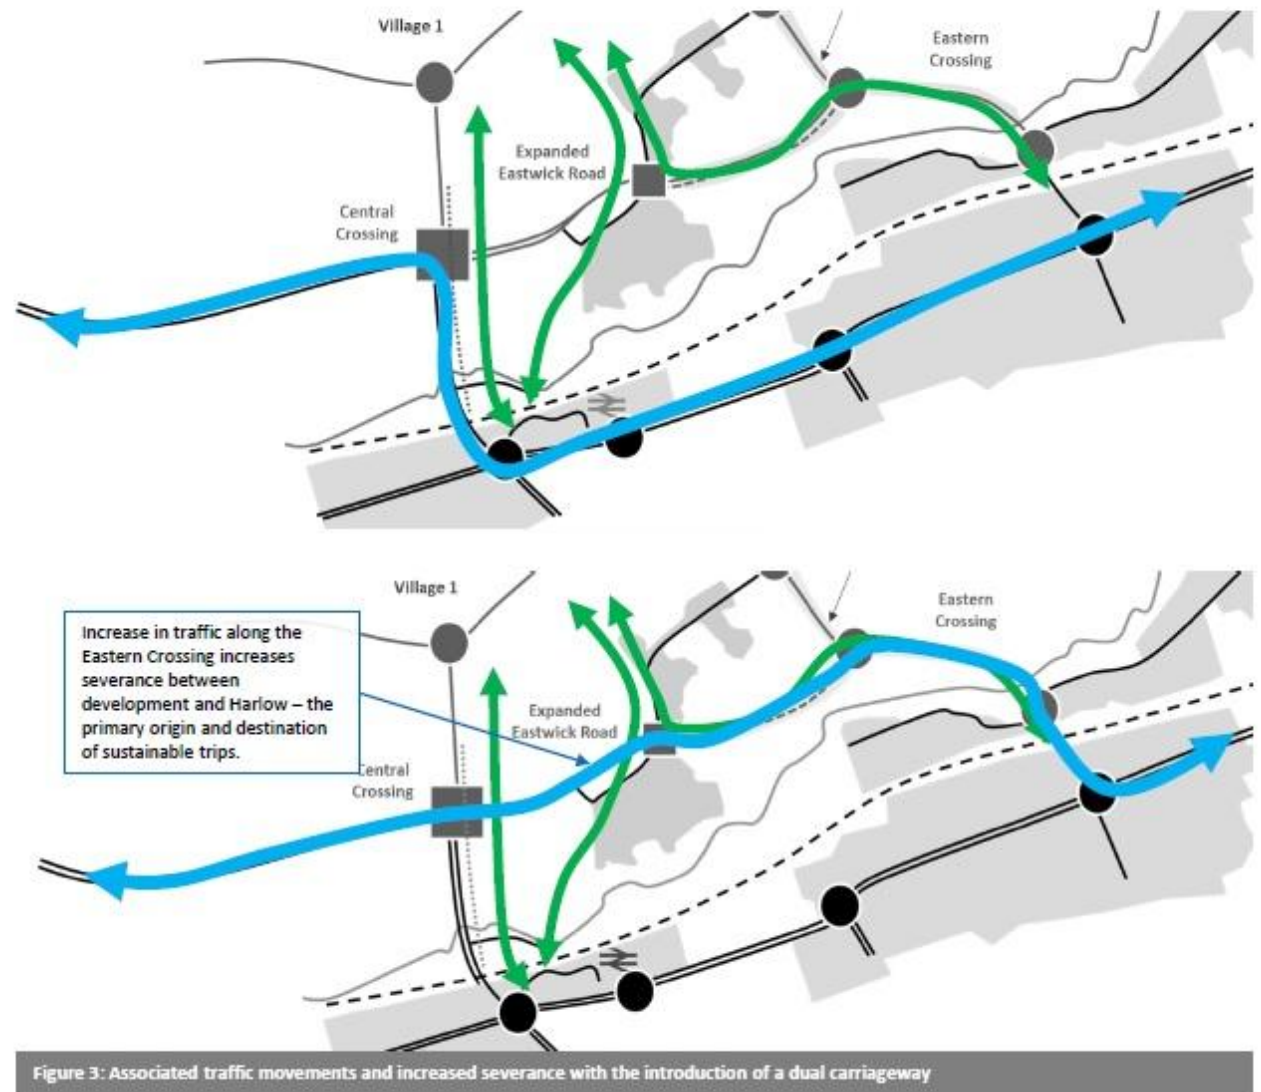 Village 1
Eastern
Crossing
Expanded
Eastwick Road
Central
Crossing
Village 1
Eastern
Crossing
Increase in traffic along the
Eastern Crossing increases
severance between
development and Harlow – the
primary origin and destination
of sustainable trips.
Expanded
Eastwick Road
Central
Crossing
Figure 3: Associated traffic movements and increased severance with the introduction of a dual carriageway